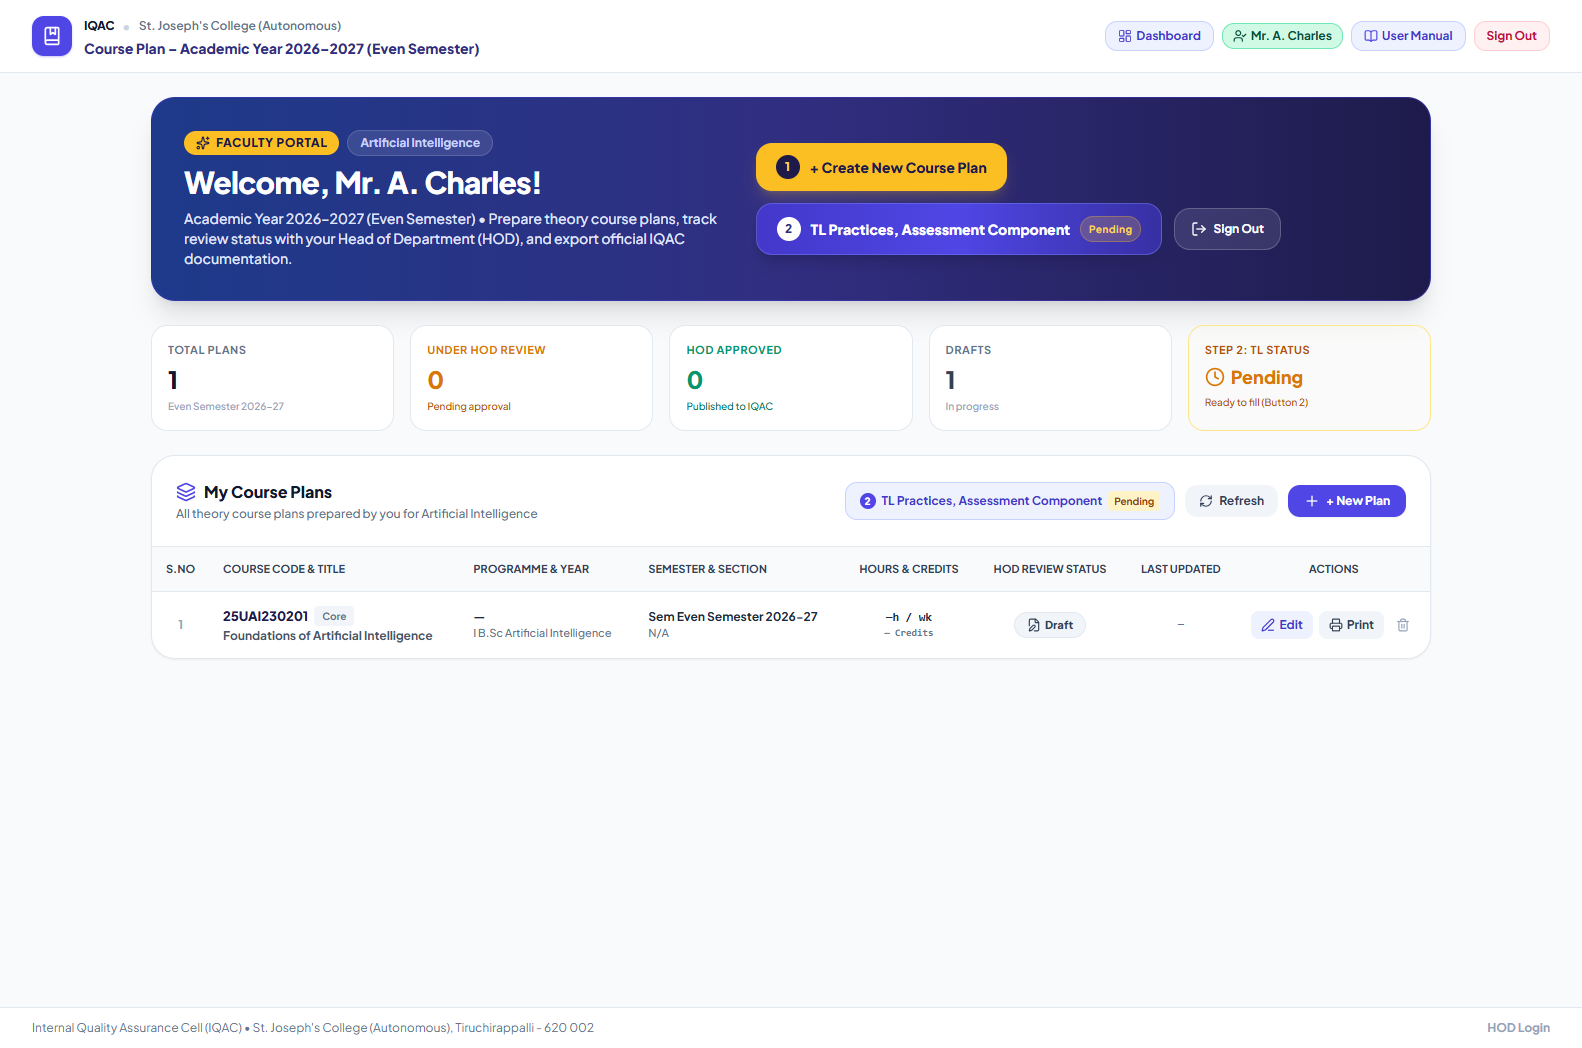 IQAC • St. Joseph's College (Autonomous)
Course Plan – Academic Year 2026–2027 (Even Semester)
Dashboard
Mr. A. Charles
User Manual
Sign Out
FACULTY PORTAL
Artificial Intelligence
Welcome, Mr. A. Charles!
Academic Year 2026–2027 (Even Semester) • Prepare theory course plans, track
review status with your Head of Department (HOD), and export official IQAC
documentation.
1 + Create New Course Plan
2 TL Practices, Assessment Component Pending
Sign Out
TOTAL PLANS
1
Even Semester 2026–27
UNDER HOD REVIEW
0
Pending approval
HOD APPROVED
0
Published to IQAC
DRAFTS
1
In progress
STEP 2: TL STATUS
Pending
Ready to fill (Button 2)
My Course Plans
All theory course plans prepared by you for Artificial Intelligence
2 TL Practices, Assessment Component Pending
Refresh
+ New Plan
S.NO COURSE CODE & TITLE PROGRAMME & YEAR SEMESTER & SECTION HOURS & CREDITS HOD REVIEW STATUS LAST UPDATED ACTIONS
1 25UAI230201 Core — Sem Even Semester 2026–27 —h / wk Draft — Edit Print
Foundations of Artificial Intelligence I B.Sc Artificial Intelligence N/A — Credits
Internal Quality Assurance Cell (IQAC) • St. Joseph's College (Autonomous), Tiruchirappalli - 620 002
HOD Login